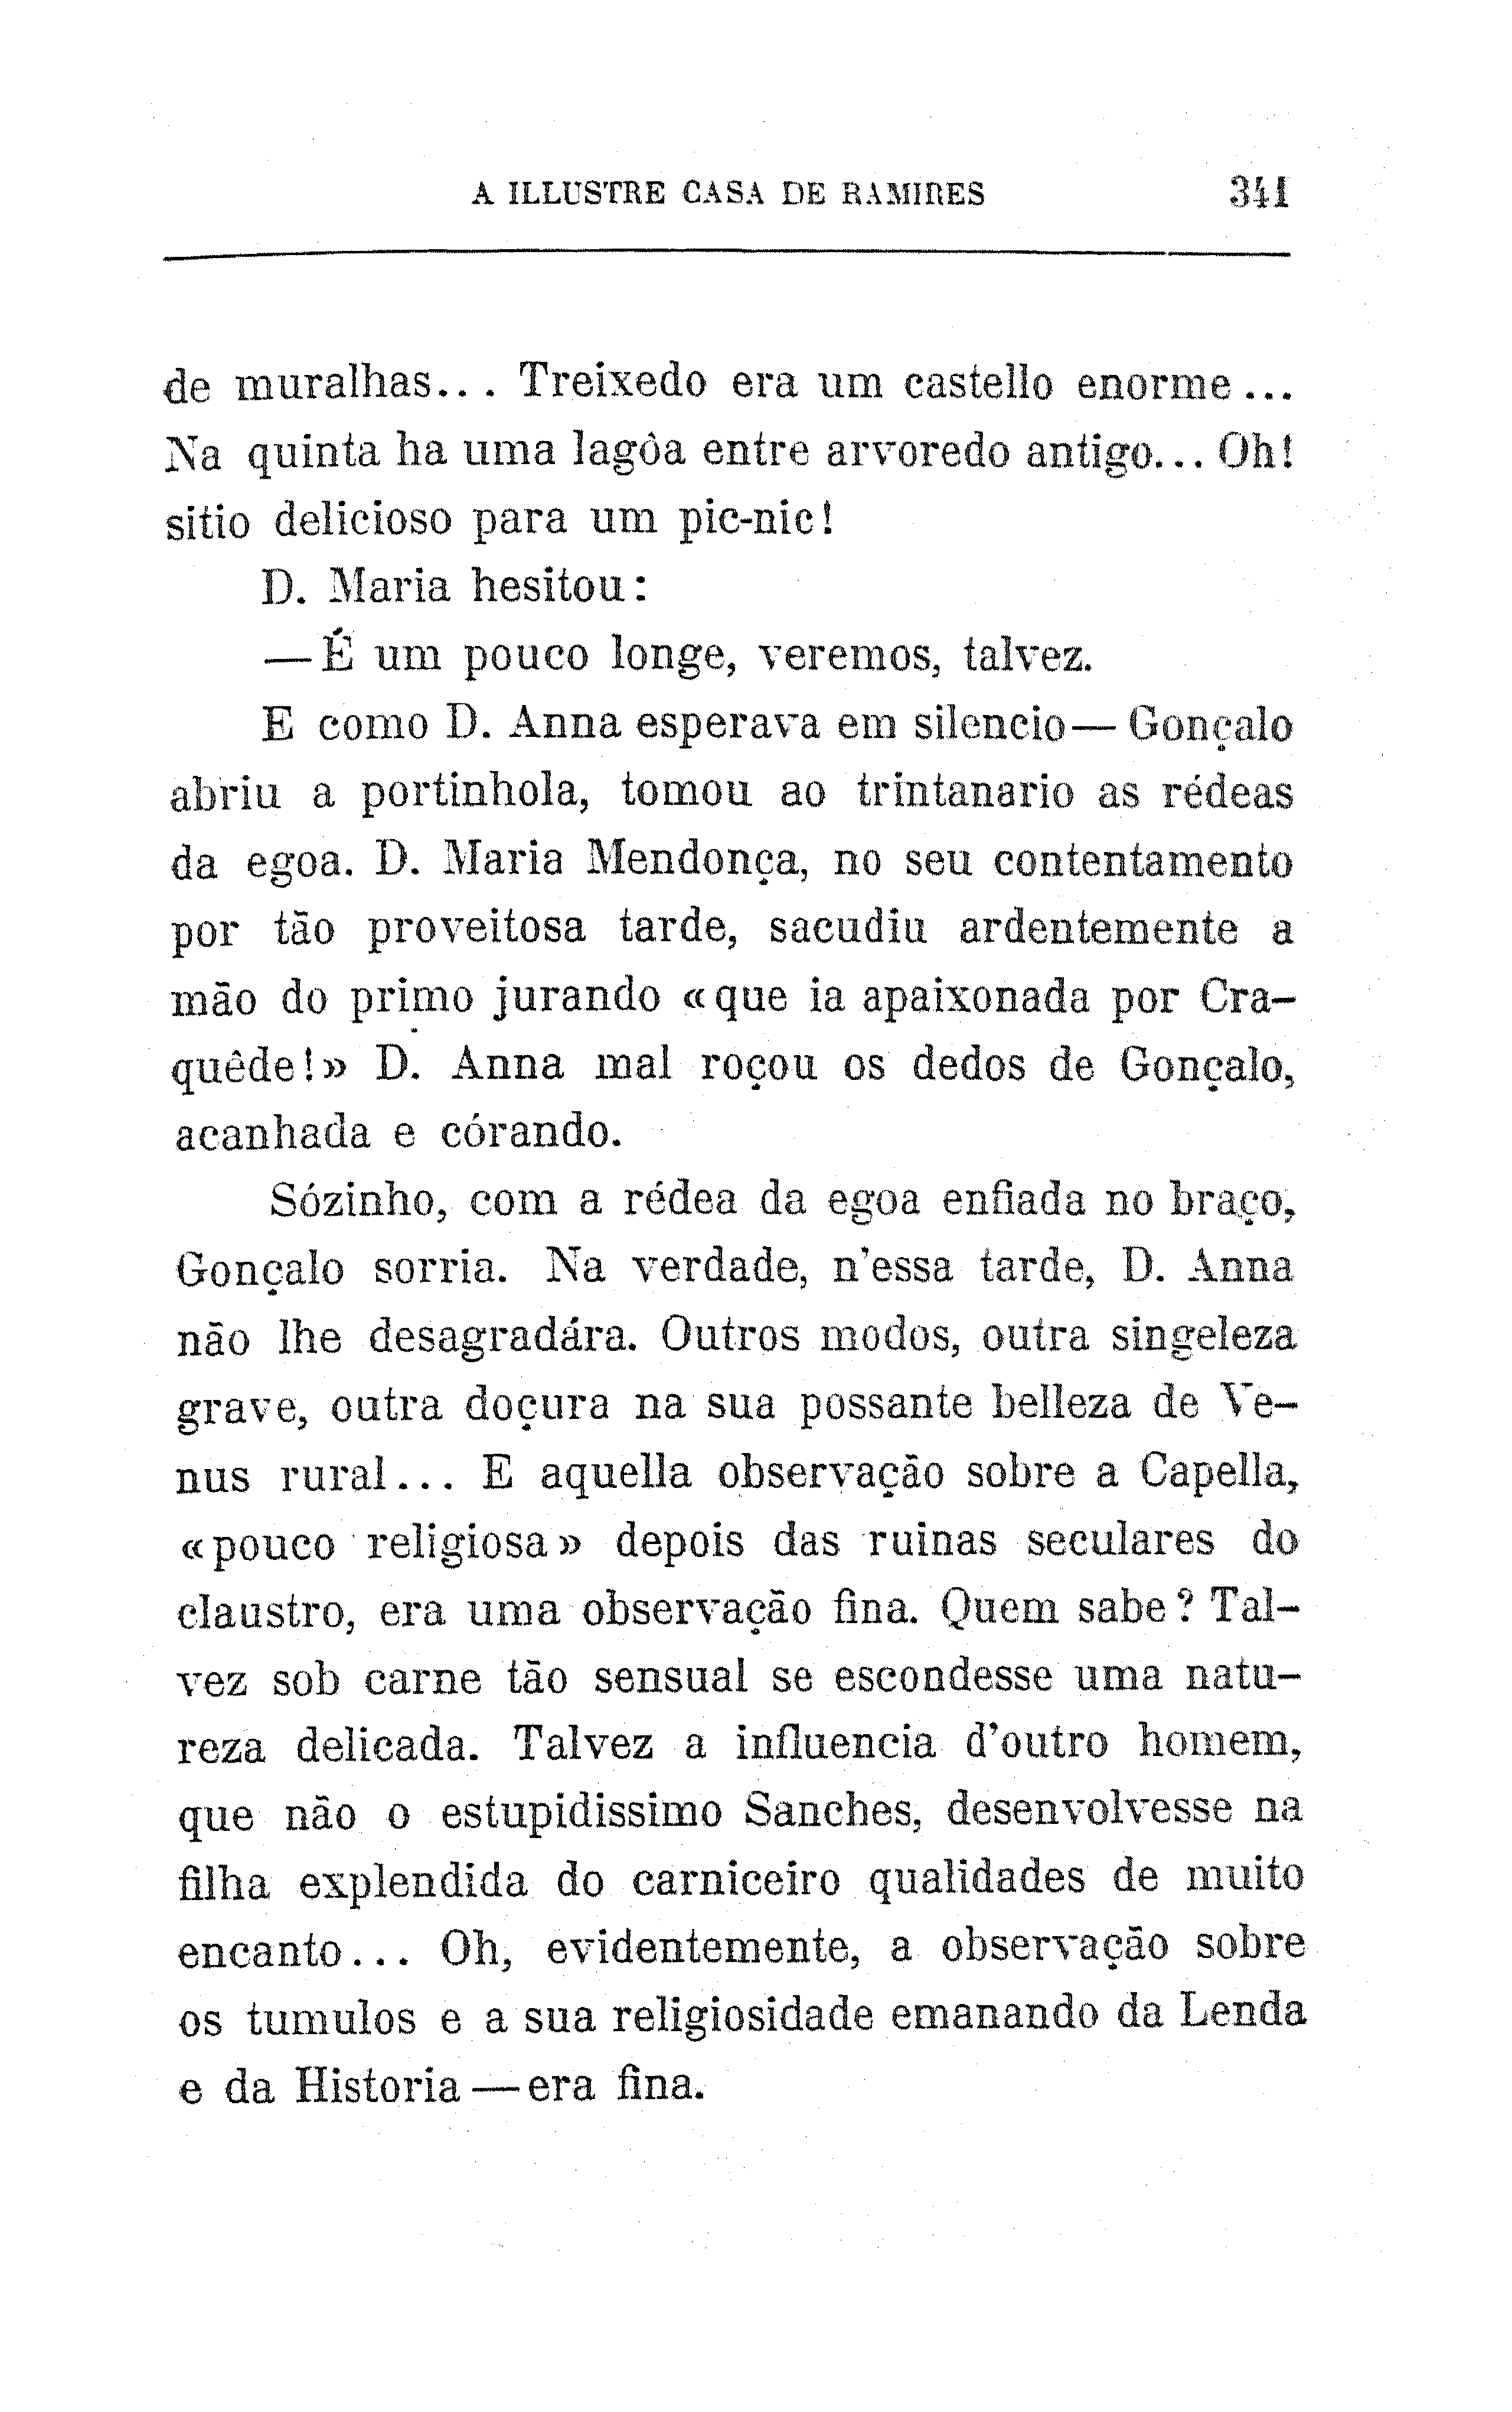 A ILLUSTRE CASA DE RAMIRES 341
de muralhas... Treixedo era um castello enorme...
Na quinta ha uma lagôa entre arvoredo antigo... Oh!
sitio delicioso para um pic-nic!
D. Maria hesitou:
—É um pouco longe, veremos, talvez.
E como D. Anna esperava em silencio— Gonçalo
abriu a portinhola, tomou ao trintanario as rédeas
da egoa. D. Maria Mendonça, no seu contentamento
por tão proveitosa tarde, sacudiu ardentemente a
mão do primo jurando «que ia apaixonada por Cra-
quêde!» D. Anna mal roçou os dedos de Gonçalo,
acanhada e córando.
Sózinho, com a rédea da egoa enfiada no braço,
Gonçalo sorria. Na verdade, n'essa tarde, D. Anna
não lhe desagradára. Outros modos, outra singeleza
grave, outra doçura na sua possante belleza de Ve-
nus rural... E aquella observação sobre a Capella,
«pouco religiosa» depois das ruinas seculares do
claustro, era uma observação fina. Quem sabe? Tal-
vez sob carne tão sensual se escondesse uma natu-
reza delicada. Talvez a influencia d'outro homem,
que não o estupidissimo Sanches, desenvolvesse na
filha explendida do carniceiro qualidades de muito
encanto... Oh, evidentemente, a observação sobre
os tumulos e a sua religiosidade emanando da Lenda
e da Historia—era fina.